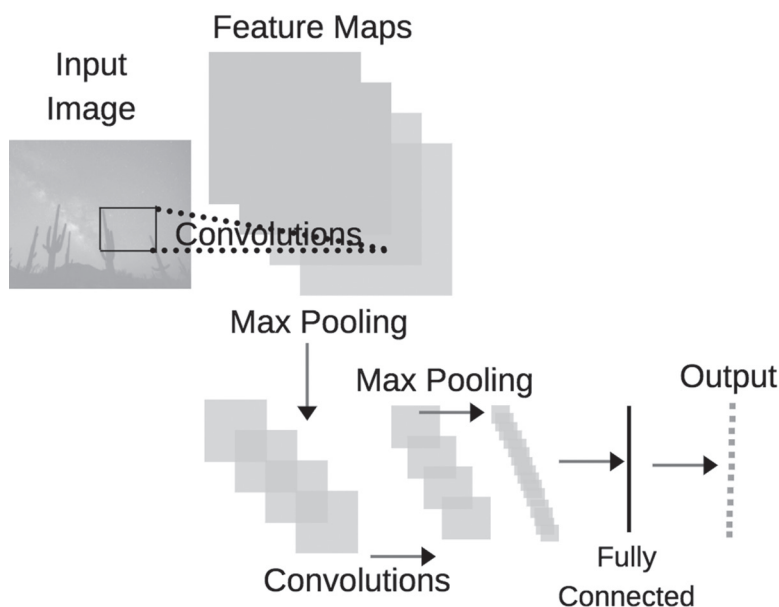 Feature Maps
Input
Image
Convolutions
Max Pooling
Max Pooling
Output
Convolutions
Fully
Connected